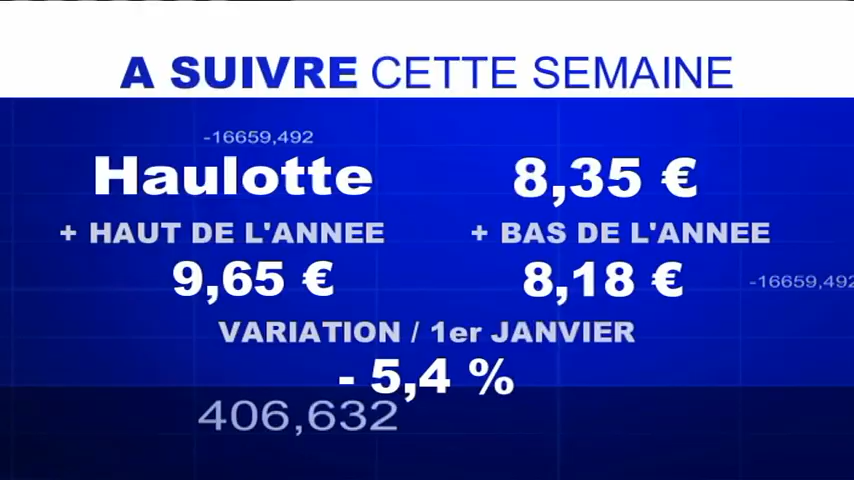 A SUIVRE CETTE SEMAINE
-16659,492
Haulotte 8,35 €
+ HAUT DE L'ANNEE + BAS DE L'ANNEE
9,65 € 8,18 €
-16659,492
VARIATION / 1er JANVIER
- 5,4 %
406,632